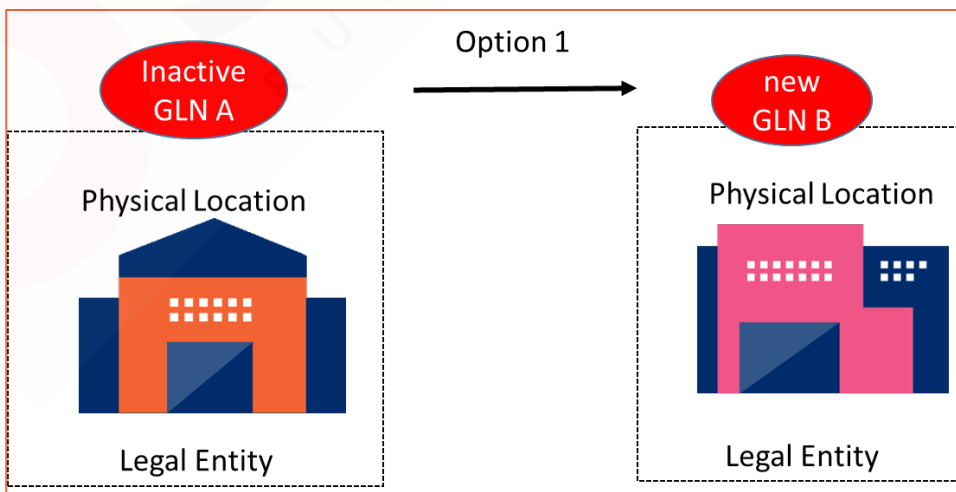 Inactive
GLN A
Option 1
new
GLN B
Physical Location
Physical Location
Legal Entity
Legal Entity